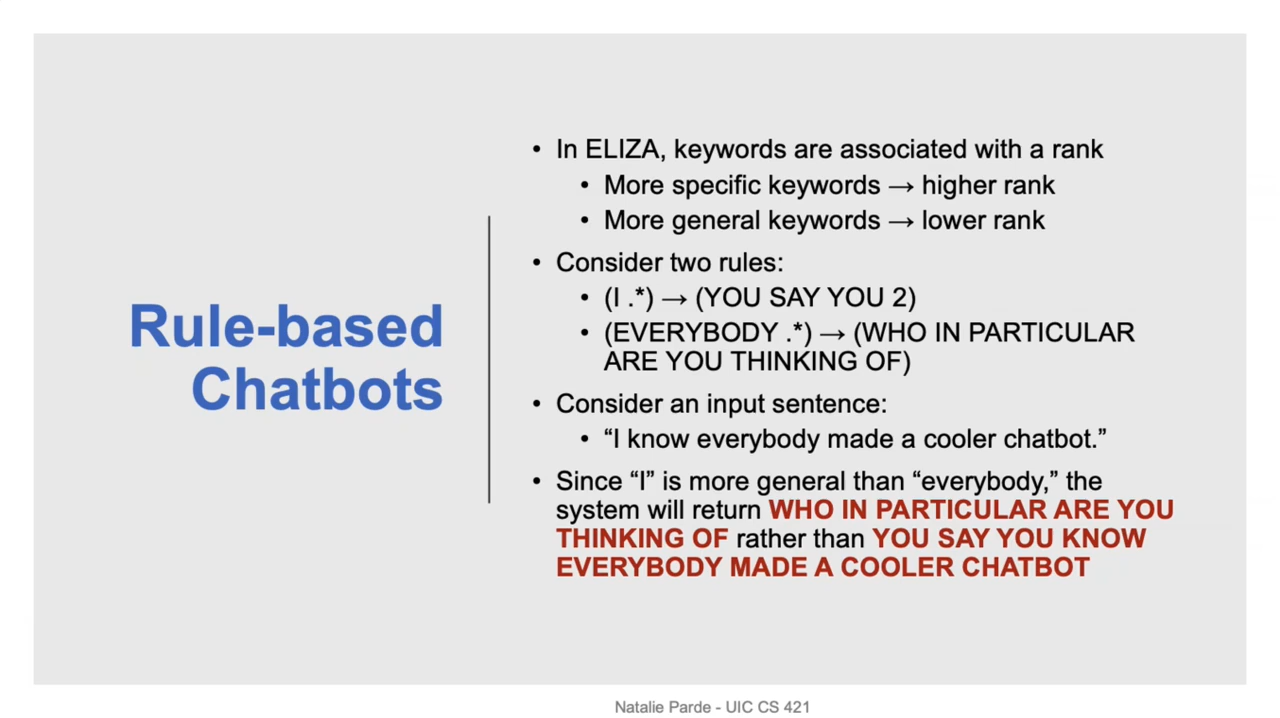 Rule-based
Chatbots
• In ELIZA, keywords are associated with a rank
• More specific keywords → higher rank
• More general keywords → lower rank
• Consider two rules:
• (I .*) → (YOU SAY YOU 2)
• (EVERYBODY .*) → (WHO IN PARTICULAR
ARE YOU THINKING OF)
• Consider an input sentence:
• “I know everybody made a cooler chatbot.”
• Since “I” is more general than “everybody,” the
system will return WHO IN PARTICULAR ARE YOU
THINKING OF rather than YOU SAY YOU KNOW
EVERYBODY MADE A COOLER CHATBOT
Natalie Parde - UIC CS 421